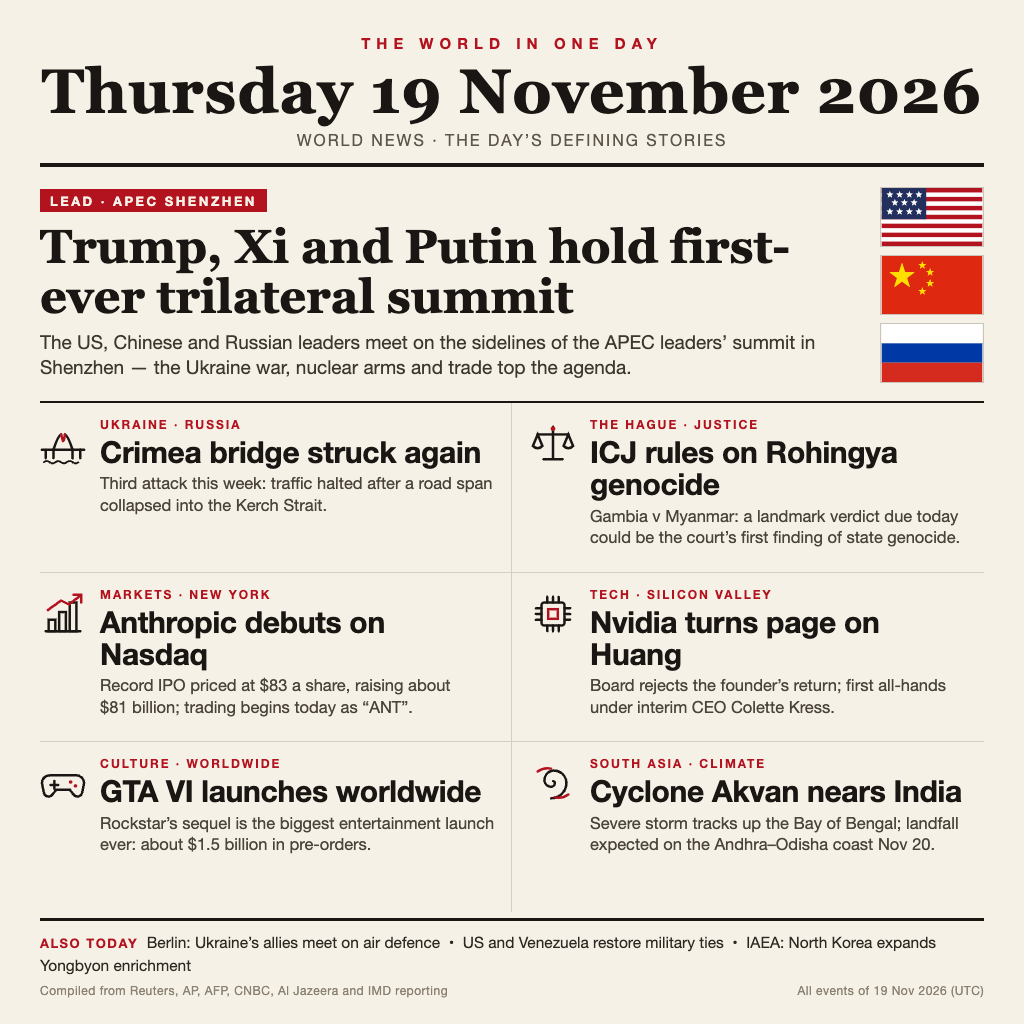 THE WORLD IN ONE DAY
Thursday 19 November 2026
WORLD NEWS · THE DAY’S DEFINING STORIES
LEAD · APEC SHENZHEN
Trump, Xi and Putin hold first-
ever trilateral summit
The US, Chinese and Russian leaders meet on the sidelines of the APEC leaders’ summit in
Shenzhen — the Ukraine war, nuclear arms and trade top the agenda.
UKRAINE · RUSSIA
Crimea bridge struck again
Third attack this week: traffic halted after a road span
collapsed into the Kerch Strait.
THE HAGUE · JUSTICE
ICJ rules on Rohingya
genocide
Gambia v Myanmar: a landmark verdict due today
could be the court’s first finding of state genocide.
MARKETS · NEW YORK
Anthropic debuts on
Nasdaq
Record IPO priced at $83 a share, raising about
$81 billion; trading begins today as “ANT”.
TECH · SILICON VALLEY
Nvidia turns page on
Huang
Board rejects the founder’s return; first all-hands
under interim CEO Colette Kress.
CULTURE · WORLDWIDE
GTA VI launches worldwide
Rockstar’s sequel is the biggest entertainment launch
ever: about $1.5 billion in pre-orders.
SOUTH ASIA · CLIMATE
Cyclone Akvan nears India
Severe storm tracks up the Bay of Bengal; landfall
expected on the Andhra–Odisha coast Nov 20.
ALSO TODAY Berlin: Ukraine’s allies meet on air defence • US and Venezuela restore military ties • IAEA: North Korea expands
Yongbyon enrichment
Compiled from Reuters, AP, AFP, CNBC, Al Jazeera and IMD reporting
All events of 19 Nov 2026 (UTC)